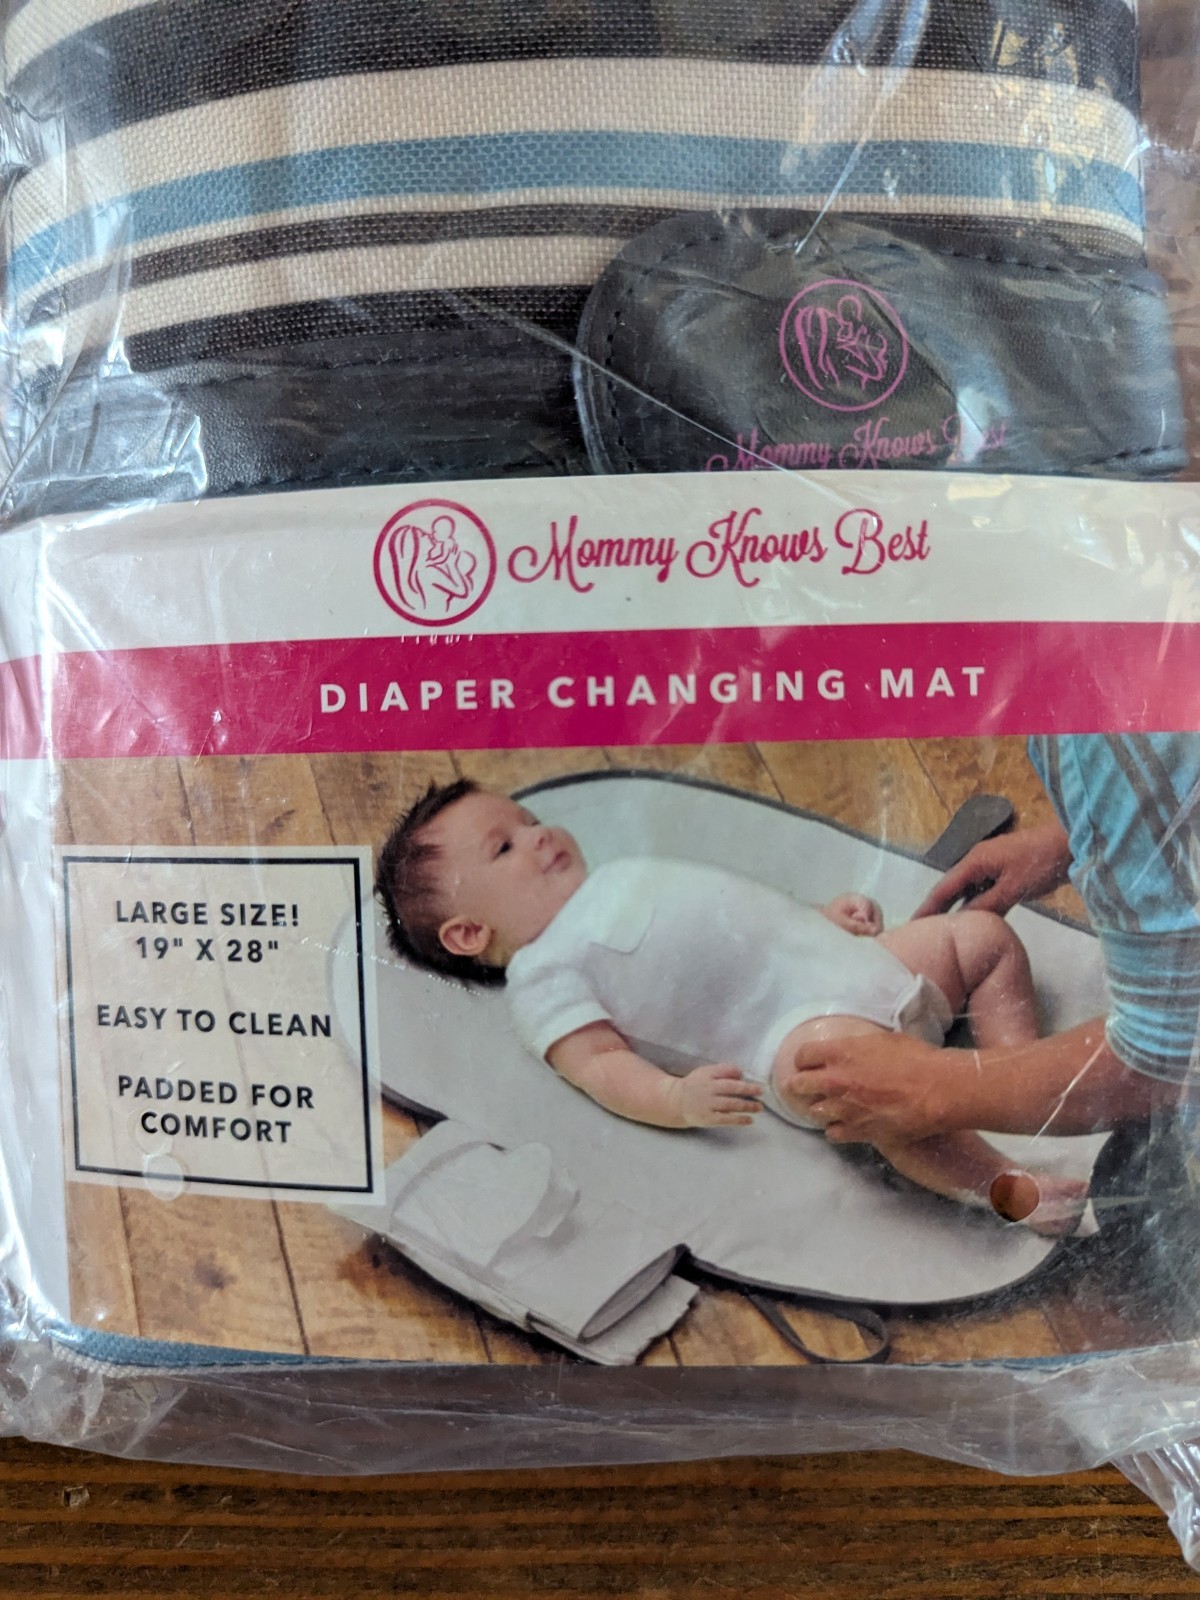 Mommy Knows Best
Mommy Knows Best
DIAPER CHANGING MAT
LARGE SIZE!
19" X 28"
EASY TO CLEAN
PADDED FOR
COMFORT